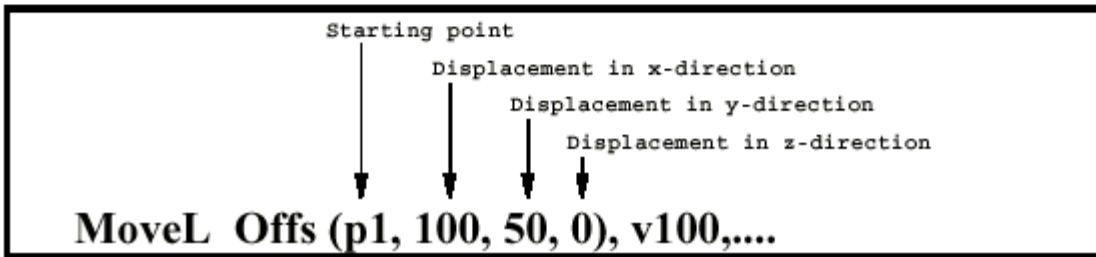 Starting point
Displacement in x-direction
Displacement in y-direction
Displacement in z-direction
MoveL Offs (p1, 100, 50, 0), v100,....